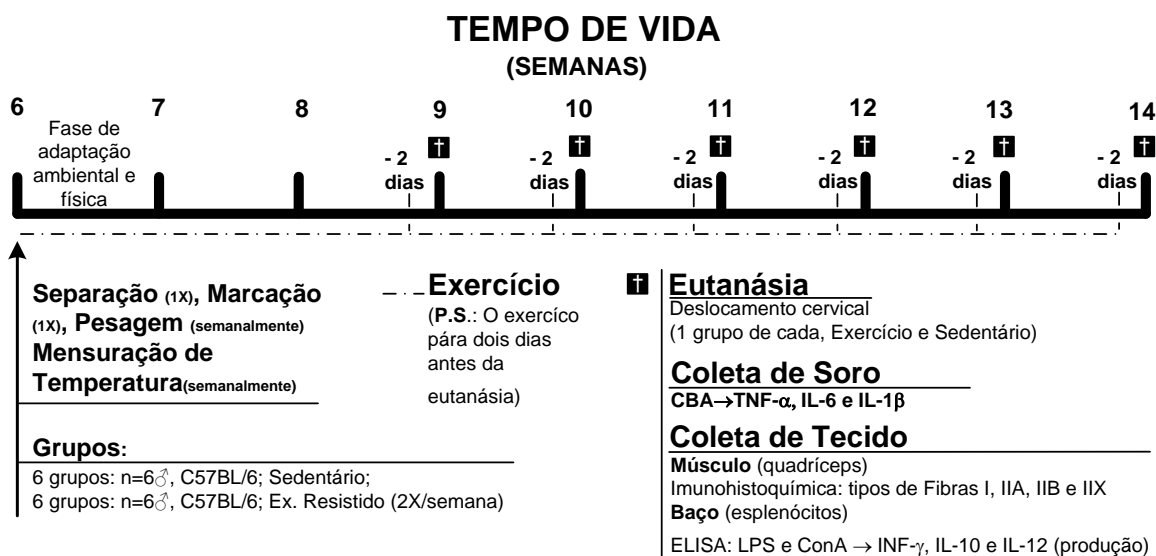 TEMPO DE VIDA
(SEMANAS)
6 7 8 9 10 11 12 13 14
Fase de
adaptação
ambiental e
física
- 2
dias
- 2
dias
- 2
dias
- 2
dias
- 2
dias
- 2
dias
Separação (1X), Marcação
(1X), Pesagem (semanalmente)
Mensuração de
Temperatura(semanalmente)
Grupos:
6 grupos: n=6♂, C57BL/6; Sedentário;
6 grupos: n=6♂, C57BL/6; Ex. Resistido (2X/semana)
Exercício
(P.S.: O exercíco
pára dois dias
antes da
eutanásia)
Eutanásia
Deslocamento cervical
(1 grupo de cada, Exercício e Sedentário)
Coleta de Soro
CBA→TNF-α, IL-6 e IL-1β
Coleta de Tecido
Músculo (quadríceps)
Imunohistoquímica: tipos de Fibras I, IIA, IIB e IIX
Baço (esplenócitos)
ELISA: LPS e ConA → INF-γ, IL-10 e IL-12 (produção)